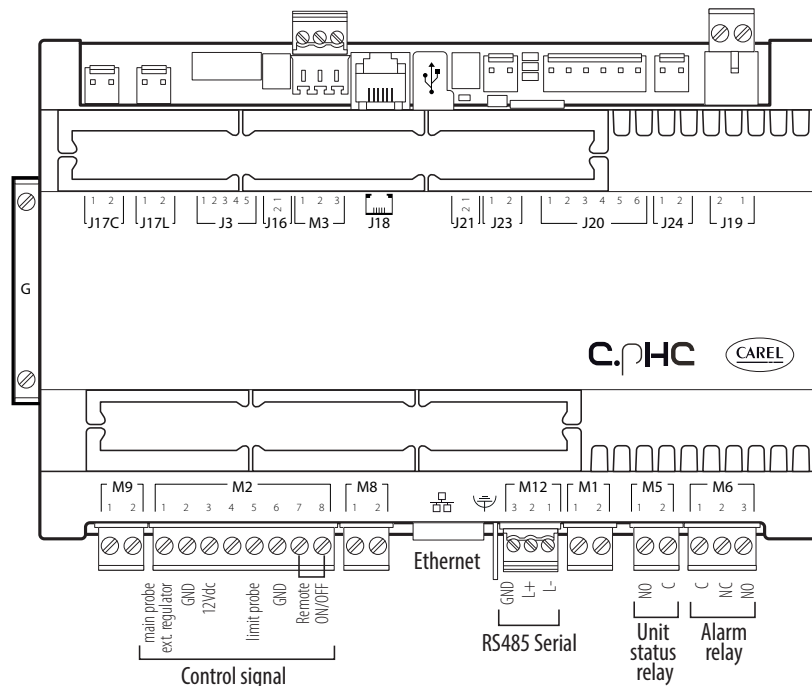 1 2 1 2 1 2 3 4 5 2 1 1 2 3 2 1 1 2 1 2 3 4 5 6 1 2 2 1
J17C J17L J3 J16 M3 J18 J21 J23 J20 J24 J19
G
c.pHC CAREL
M9 M2 M8 M12 M1 M5 M6
1 2 1 2 3 4 5 6 7 8 1 2 3 2 1 1 2 1 2 1 2 3
Ethernet
main probe
ext. regulator
GND
12Vdc
limit probe
GND
Remote
ON/OFF
GND
L+
L-
NO
C
C
NC
NO
Control signal
RS485 Serial
Unit
status
relay
Alarm
relay